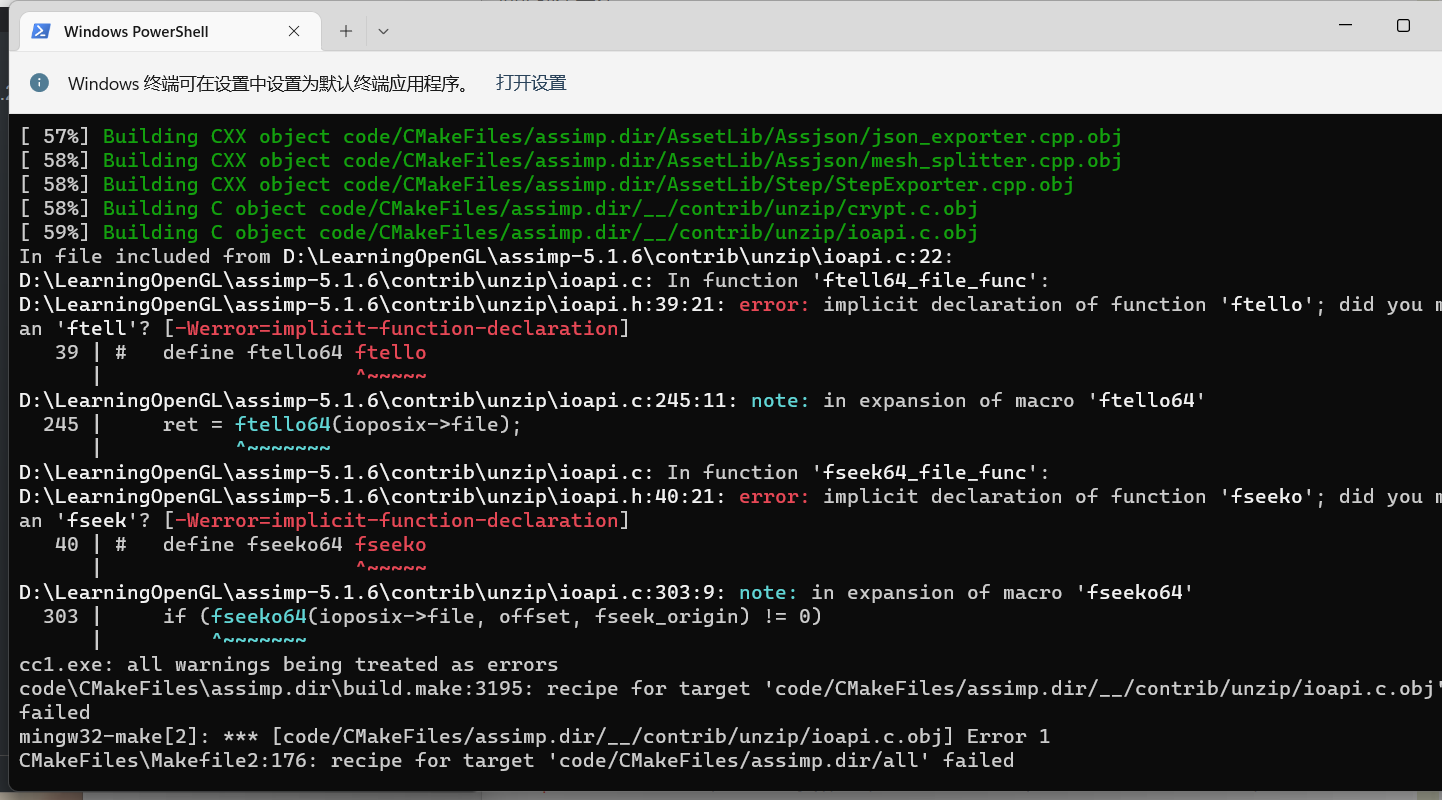 Windows PowerShell
Windows 终端可在设置中设置为默认终端应用程序。 打开设置
[ 57%] Building CXX object code/CMakeFiles/assimp.dir/AssetLib/Assjson/json_exporter.cpp.obj
[ 58%] Building CXX object code/CMakeFiles/assimp.dir/AssetLib/Assjson/mesh_splitter.cpp.obj
[ 58%] Building CXX object code/CMakeFiles/assimp.dir/AssetLib/Step/StepExporter.cpp.obj
[ 58%] Building C object code/CMakeFiles/assimp.dir/__/contrib/unzip/crypt.c.obj
[ 59%] Building C object code/CMakeFiles/assimp.dir/__/contrib/unzip/ioapi.c.obj
In file included from D:\LearningOpenGL\assimp-5.1.6\contrib\unzip\ioapi.c:22:
D:\LearningOpenGL\assimp-5.1.6\contrib\unzip\ioapi.c: In function 'ftell64_file_func':
D:\LearningOpenGL\assimp-5.1.6\contrib\unzip\ioapi.h:39:21: error: implicit declaration of function 'ftello'; did you m
an 'ftell'? [-Werror=implicit-function-declaration]
   39 | #   define ftello64 ftello
      |                     ^~~~~~
D:\LearningOpenGL\assimp-5.1.6\contrib\unzip\ioapi.c:245:11: note: in expansion of macro 'ftello64'
  245 |     ret = ftello64(ioposix->file);
      |           ^~~~~~~~
D:\LearningOpenGL\assimp-5.1.6\contrib\unzip\ioapi.c: In function 'fseek64_file_func':
D:\LearningOpenGL\assimp-5.1.6\contrib\unzip\ioapi.h:40:21: error: implicit declaration of function 'fseeko'; did you m
an 'fseek'? [-Werror=implicit-function-declaration]
   40 | #   define fseeko64 fseeko
      |                     ^~~~~~
D:\LearningOpenGL\assimp-5.1.6\contrib\unzip\ioapi.c:303:9: note: in expansion of macro 'fseeko64'
  303 |     if (fseeko64(ioposix->file, offset, fseek_origin) != 0)
      |         ^~~~~~~~
cc1.exe: all warnings being treated as errors
code\CMakeFiles\assimp.dir\build.make:3195: recipe for target 'code/CMakeFiles/assimp.dir/__/contrib/unzip/ioapi.c.obj'
failed
mingw32-make[2]: *** [code/CMakeFiles/assimp.dir/__/contrib/unzip/ioapi.c.obj] Error 1
CMakeFiles\Makefile2:176: recipe for target 'code/CMakeFiles/assimp.dir/all' failed